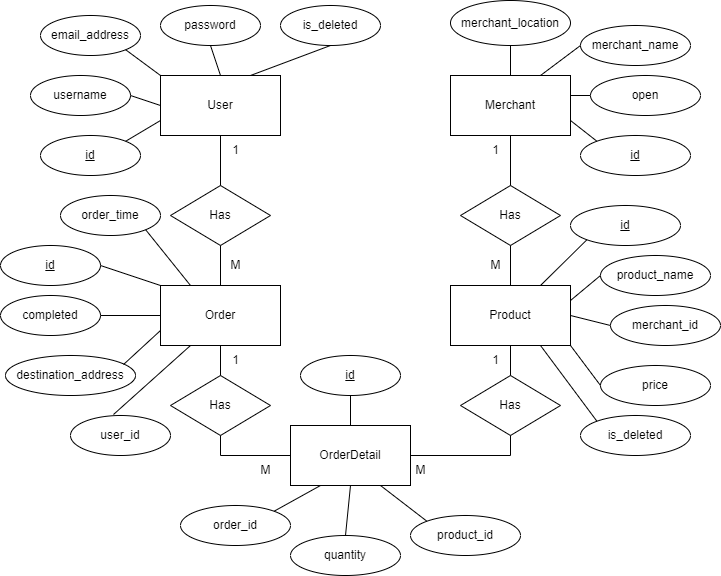 password
is_deleted
merchant_location
email_address
merchant_name
username
User
Merchant
open
id
1
1
id
order_time
Has
Has
id
id
M
M
product_name
completed
Order
Product
merchant_id
destination_address
1
id
1
price
user_id
Has
Has
is_deleted
OrderDetail
M
M
order_id
product_id
quantity